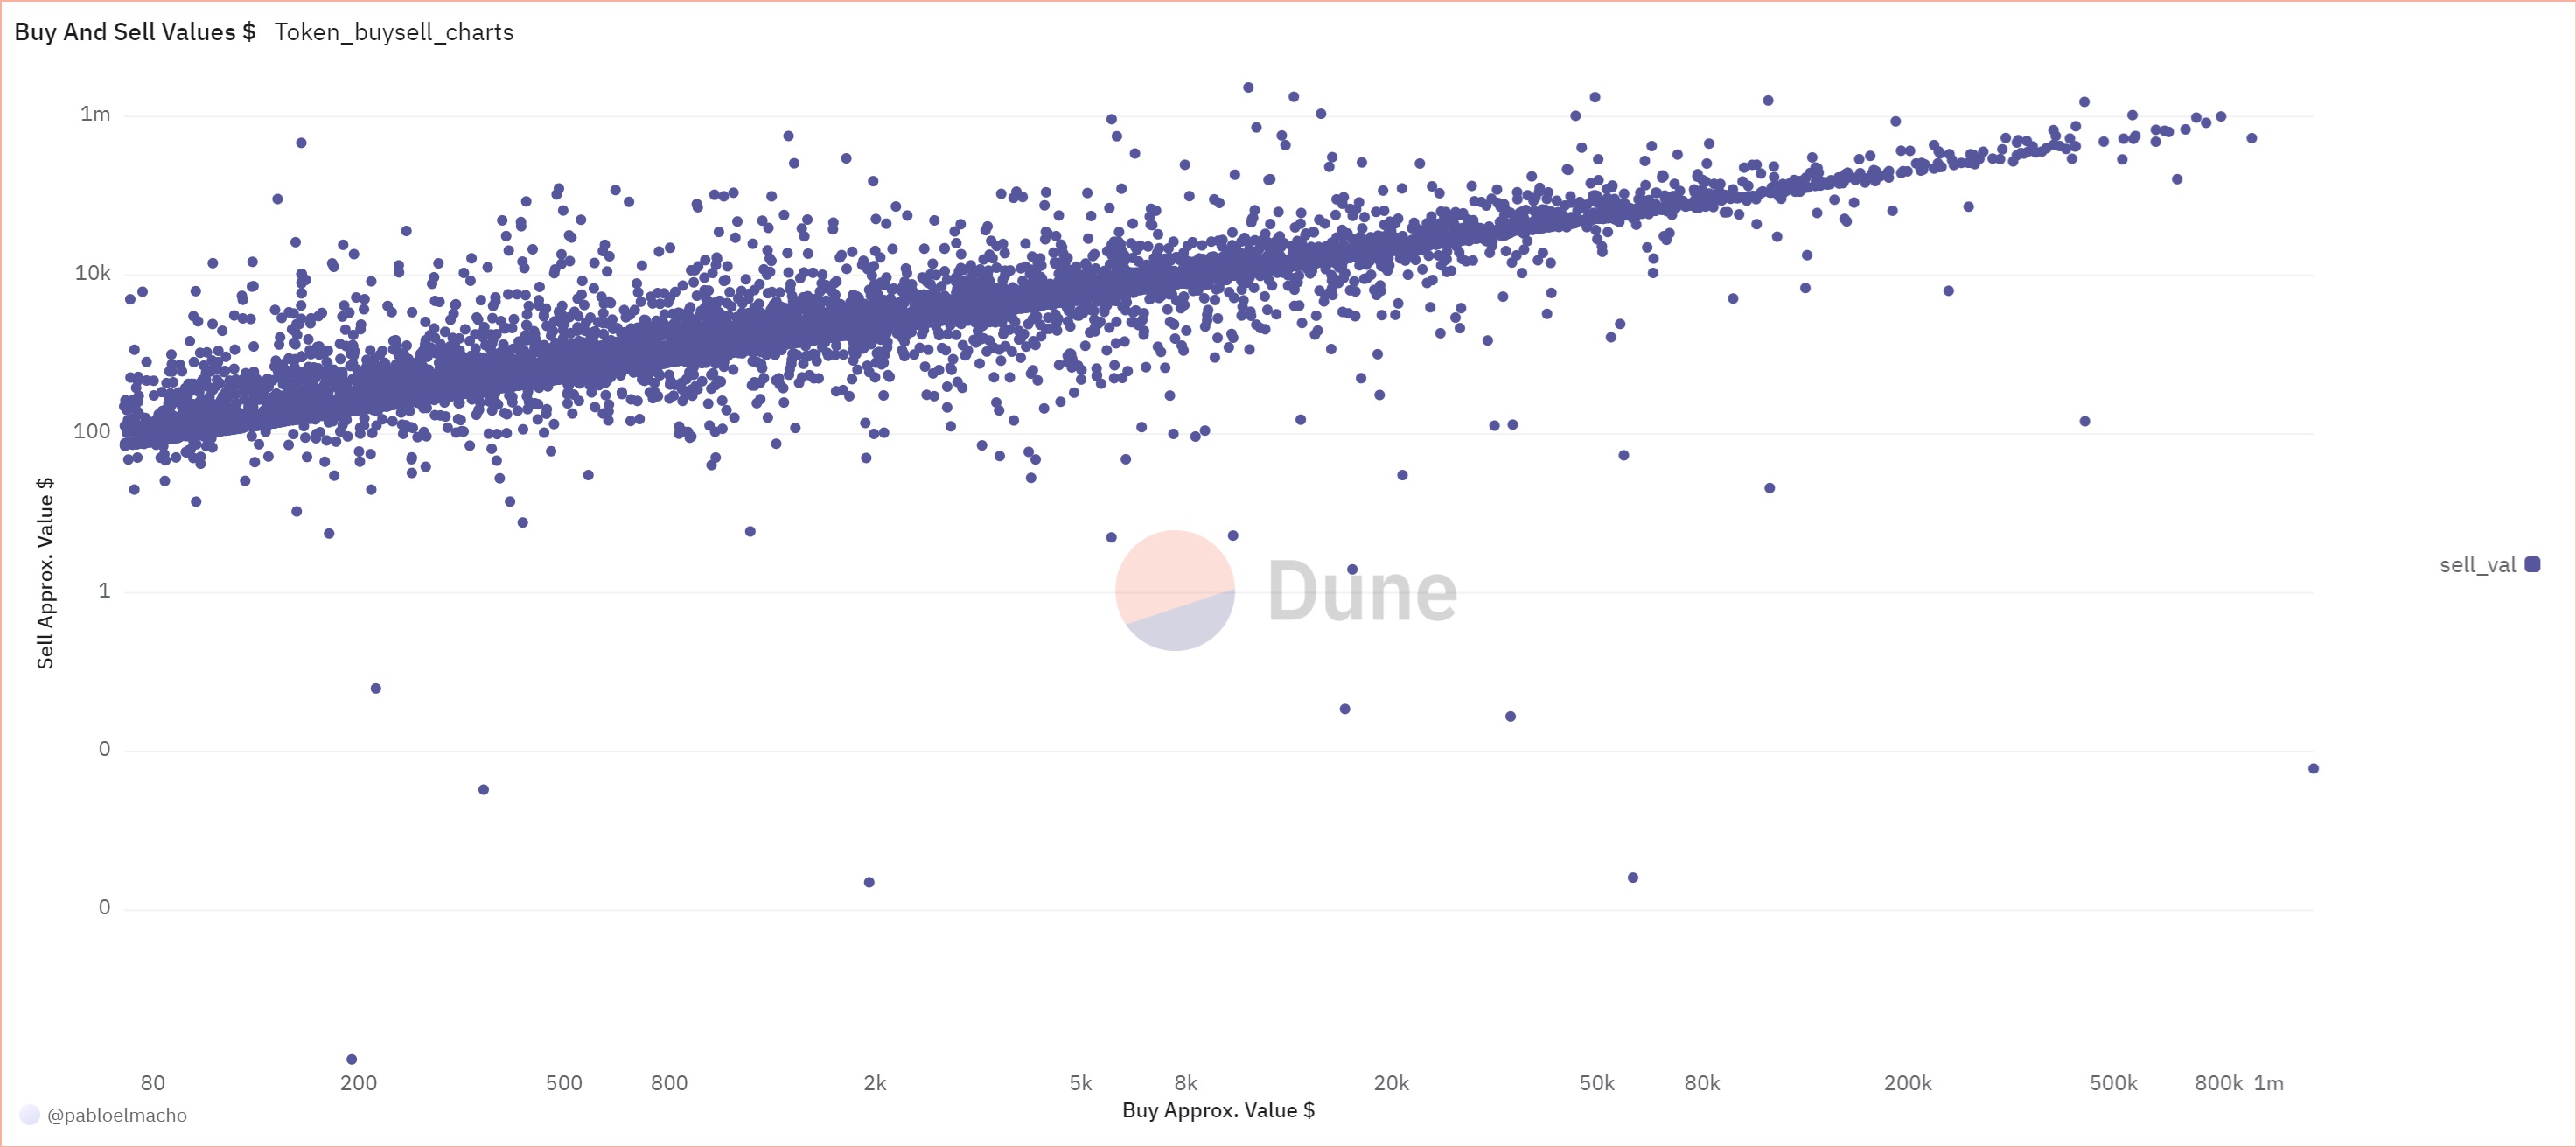 Buy And Sell Values $ Token_buysell_charts
1m
10k
100
1
0
0
Sell Approx. Value $
Dune
sell_val
80 200 500 800 2k 5k 8k 20k 50k 80k 200k 500k 800k 1m
Buy Approx. Value $
@pabloelmacho